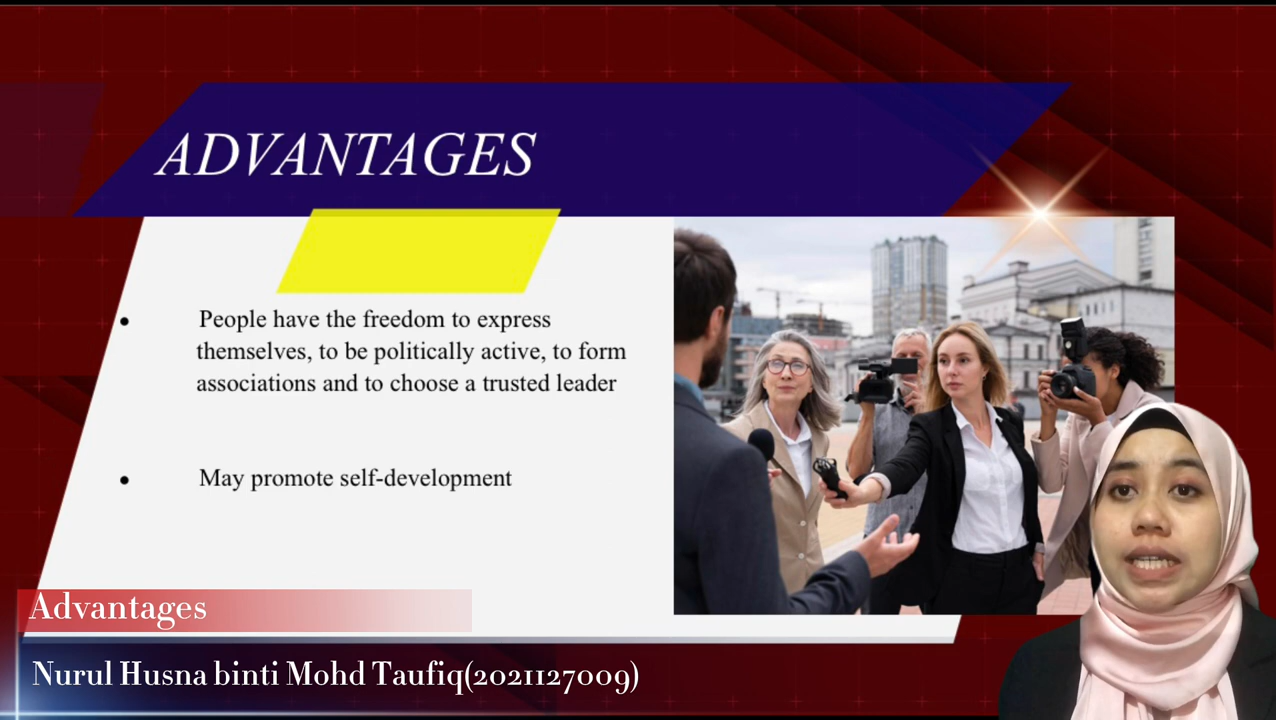 ADVANTAGES
• People have the freedom to express
themselves, to be politically active, to form
associations and to choose a trusted leader
• May promote self-development
Advantages
Nurul Husna binti Mohd Taufiq(2021127009)